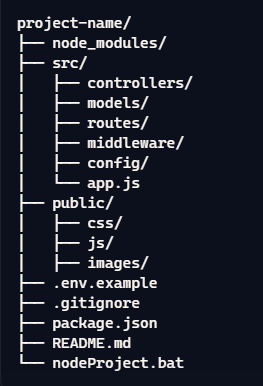 project-name/
├── node_modules/
├── src/
│   ├── controllers/
│   ├── models/
│   ├── routes/
│   ├── middleware/
│   ├── config/
│   └── app.js
├── public/
│   ├── css/
│   ├── js/
│   ├── images/
├── .env.example
├── .gitignore
├── package.json
├── README.md
└── nodeProject.bat